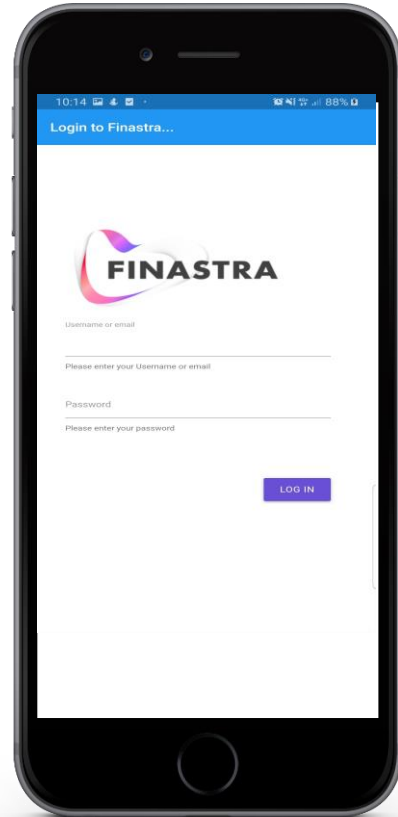 10:14 88%
Login to Finastra...
FINASTRA
Username or email
Please enter your Username or email
Password
Please enter your password
LOG IN